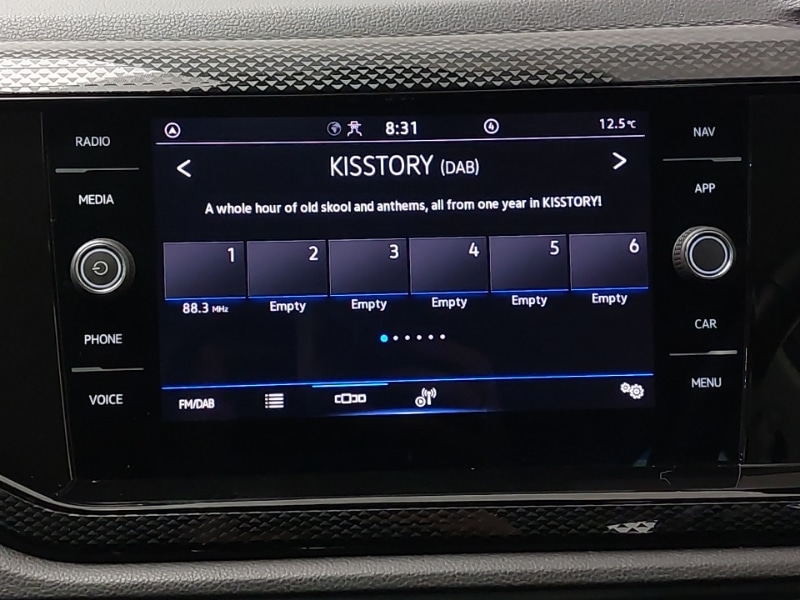 RADIO
MEDIA
PHONE
VOICE
8:31
4
12.5°C
< KISSTORY (DAB) >
A whole hour of old skool and anthems, all from one year in KISSTORY!
1 2 3 4 5 6
88.3 MHz Empty Empty Empty Empty Empty
FM/DAB
NAV
APP
CAR
MENU